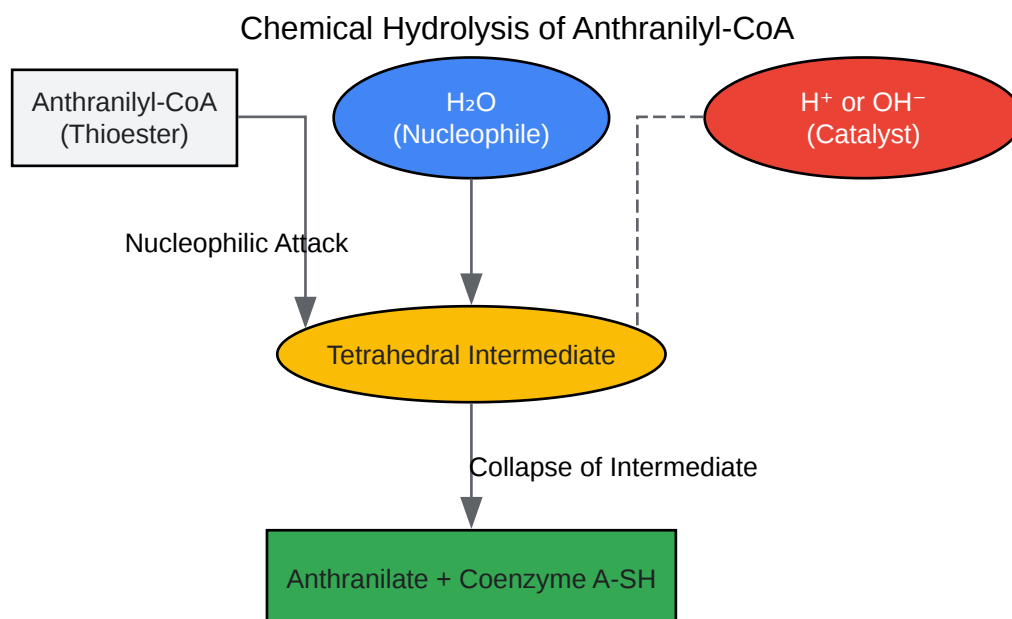 Chemical Hydrolysis of Anthranilyl-CoA
Anthranilyl-CoA
(Thioester)
H₂O
(Nucleophile)
H⁺ or OH⁻
(Catalyst)
Nucleophilic Attack
Tetrahedral Intermediate
Collapse of Intermediate
Anthranilate + Coenzyme A-SH